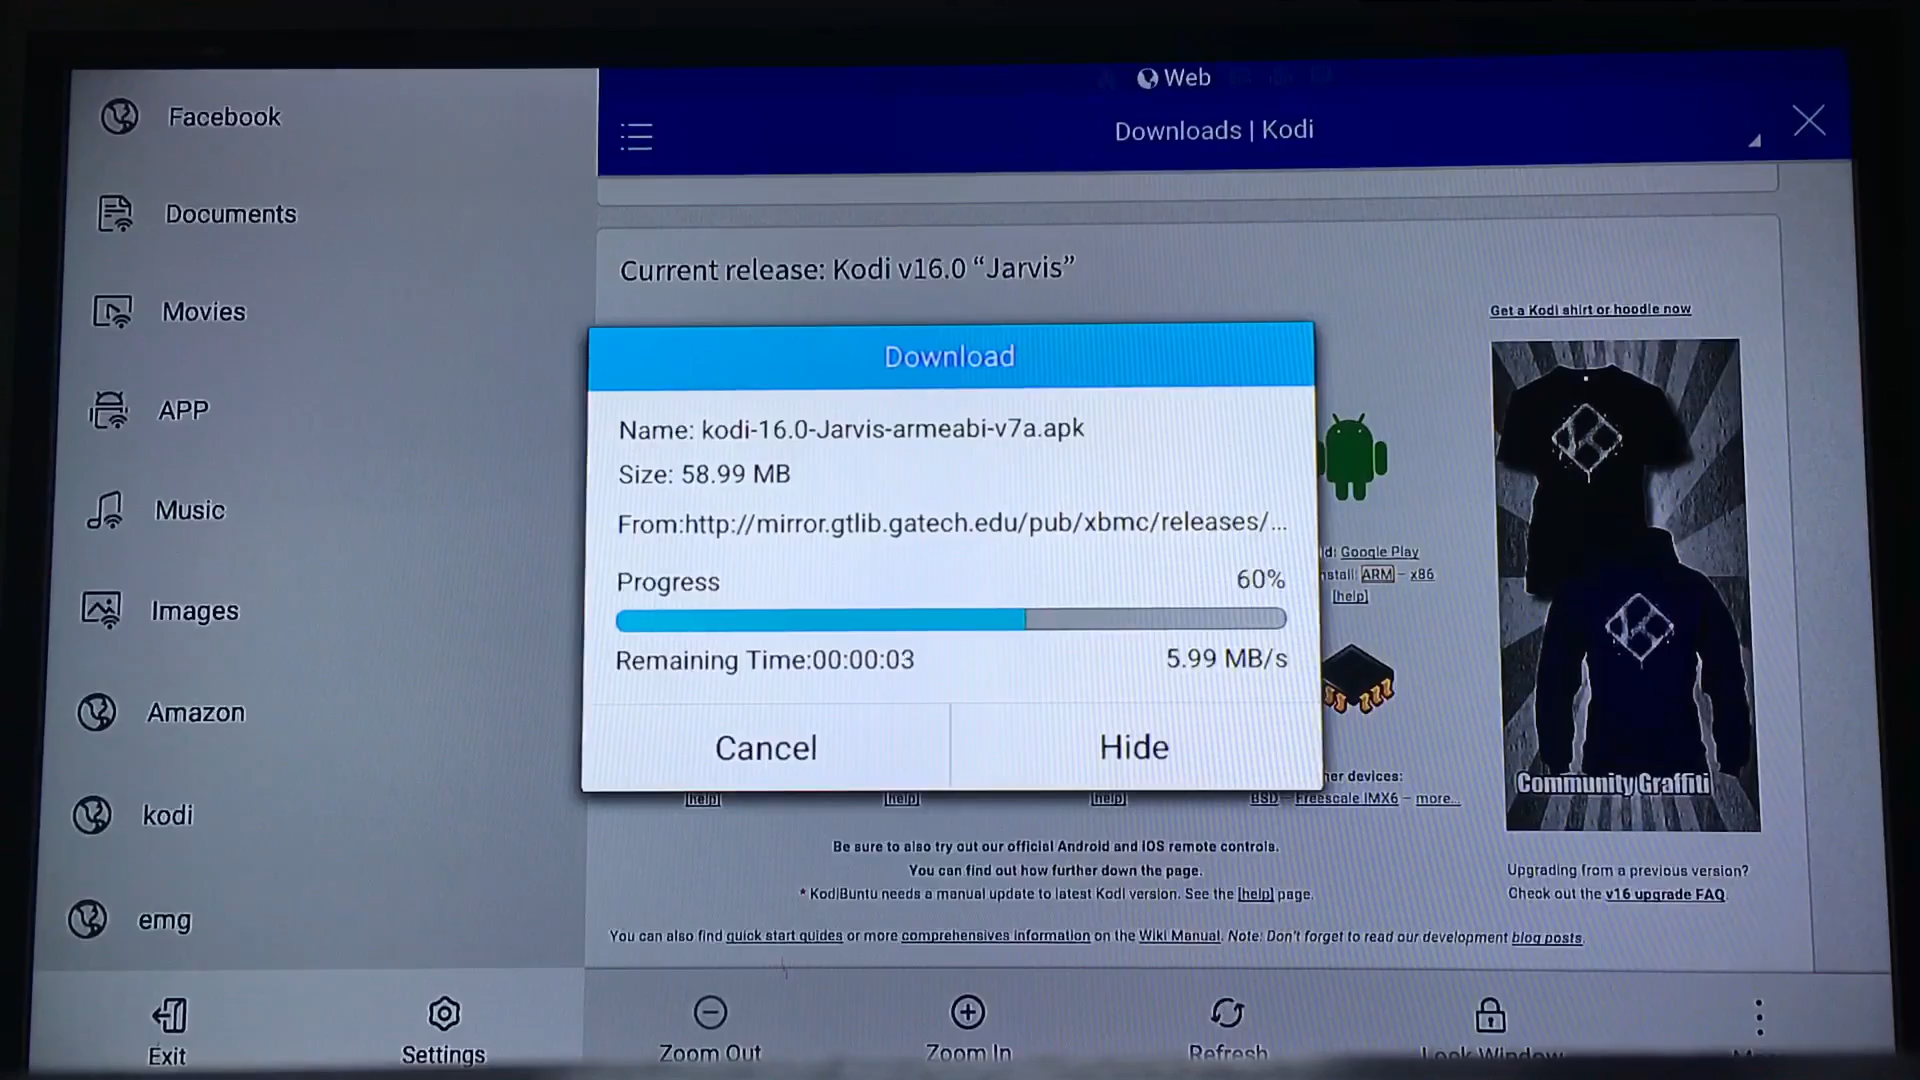 Facebook
Documents
Movies
APP
Music
Images
Amazon
kodi
emg
Exit
Settings
Web
Downloads | Kodi
Current release: Kodi v16.0 “Jarvis”
Get a Kodi shirt or hoodie now
Download
Name: kodi-16.0-Jarvis-armeabi-v7a.apk
Size: 58.99 MB
From:http://mirror.gtlib.gatech.edu/pub/xbmc/releases/...
Progress 60%
Remaining Time:00:00:03 5.99 MB/s
Cancel Hide
Google Play
ARM – x86
[help]
devices:
[help] [help] [help] BSD – Freescale IMX6 – more...
Community Graffiti
Be sure to also try out our official Android and iOS remote controls.
You can find out how further down the page.
* KodiBuntu needs a manual update to latest Kodi version. See the [help] page.
Upgrading from a previous version?
Check out the v16 upgrade FAQ
You can also find quick start guides or more comprehensives information on the Wiki Manual. Note: Don't forget to read our development blog posts.
Zoom Out
Zoom In
Refresh
Lock Window